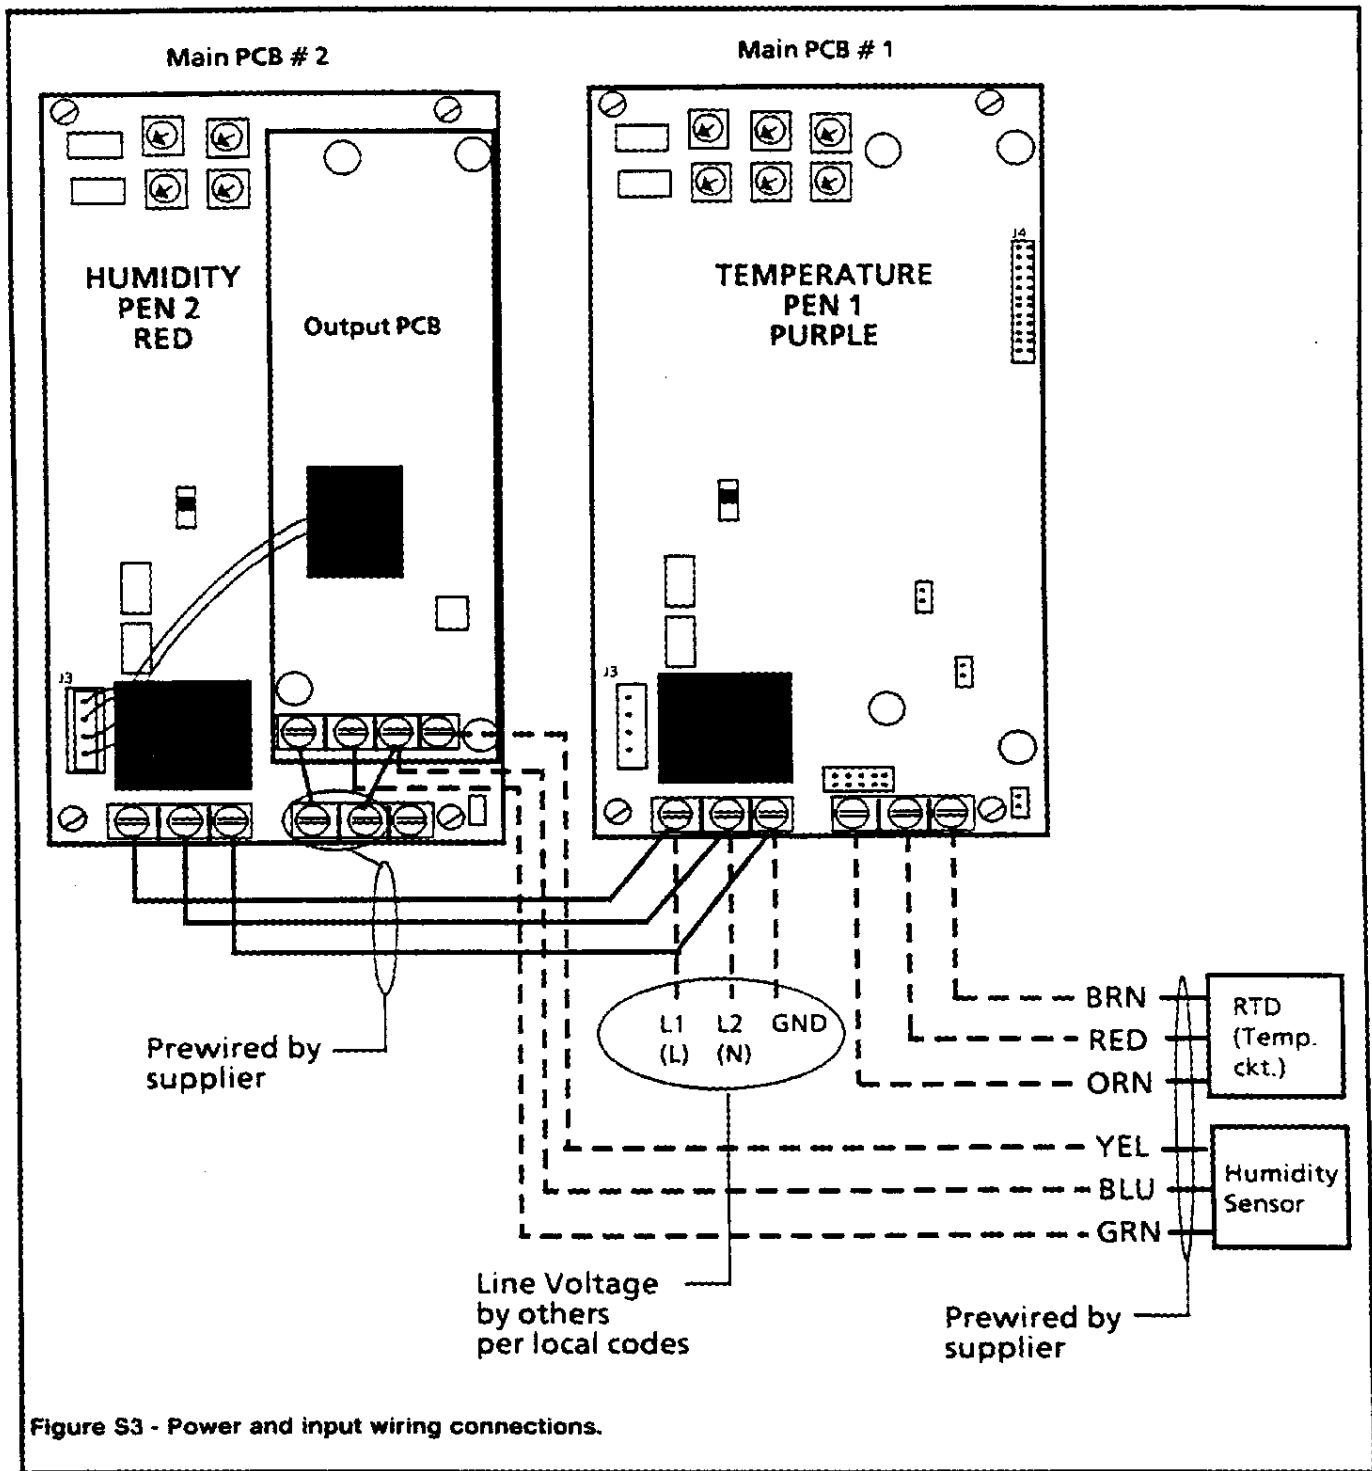 Main PCB # 2
Main PCB # 1
HUMIDITY
PEN 2
RED
Output PCB
J3
TEMPERATURE
PEN 1
PURPLE
J4
J3
Prewired by
supplier
L1 L2 GND
(L) (N)
BRN
RED
ORN
RTD
(Temp.
ckt.)
YEL
BLU
GRN
Humidity
Sensor
Line Voltage
by others
per local codes
Prewired by
supplier
Figure S3 - Power and input wiring connections.